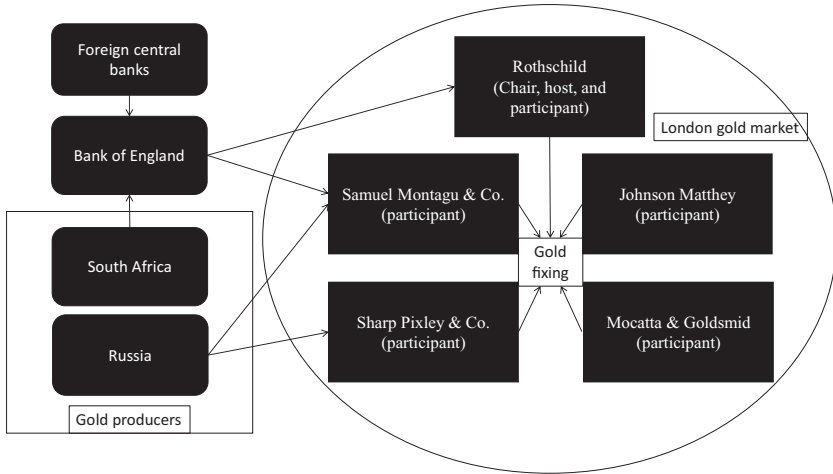 Foreign central
banks
Bank of England
South Africa
Russia
Gold producers
Rothschild
(Chair, host, and
participant)
London gold market
Samuel Montagu & Co.
(participant)
Johnson Matthey
(participant)
Gold
fixing
Sharp Pixley & Co.
(participant)
Mocatta & Goldsmid
(participant)